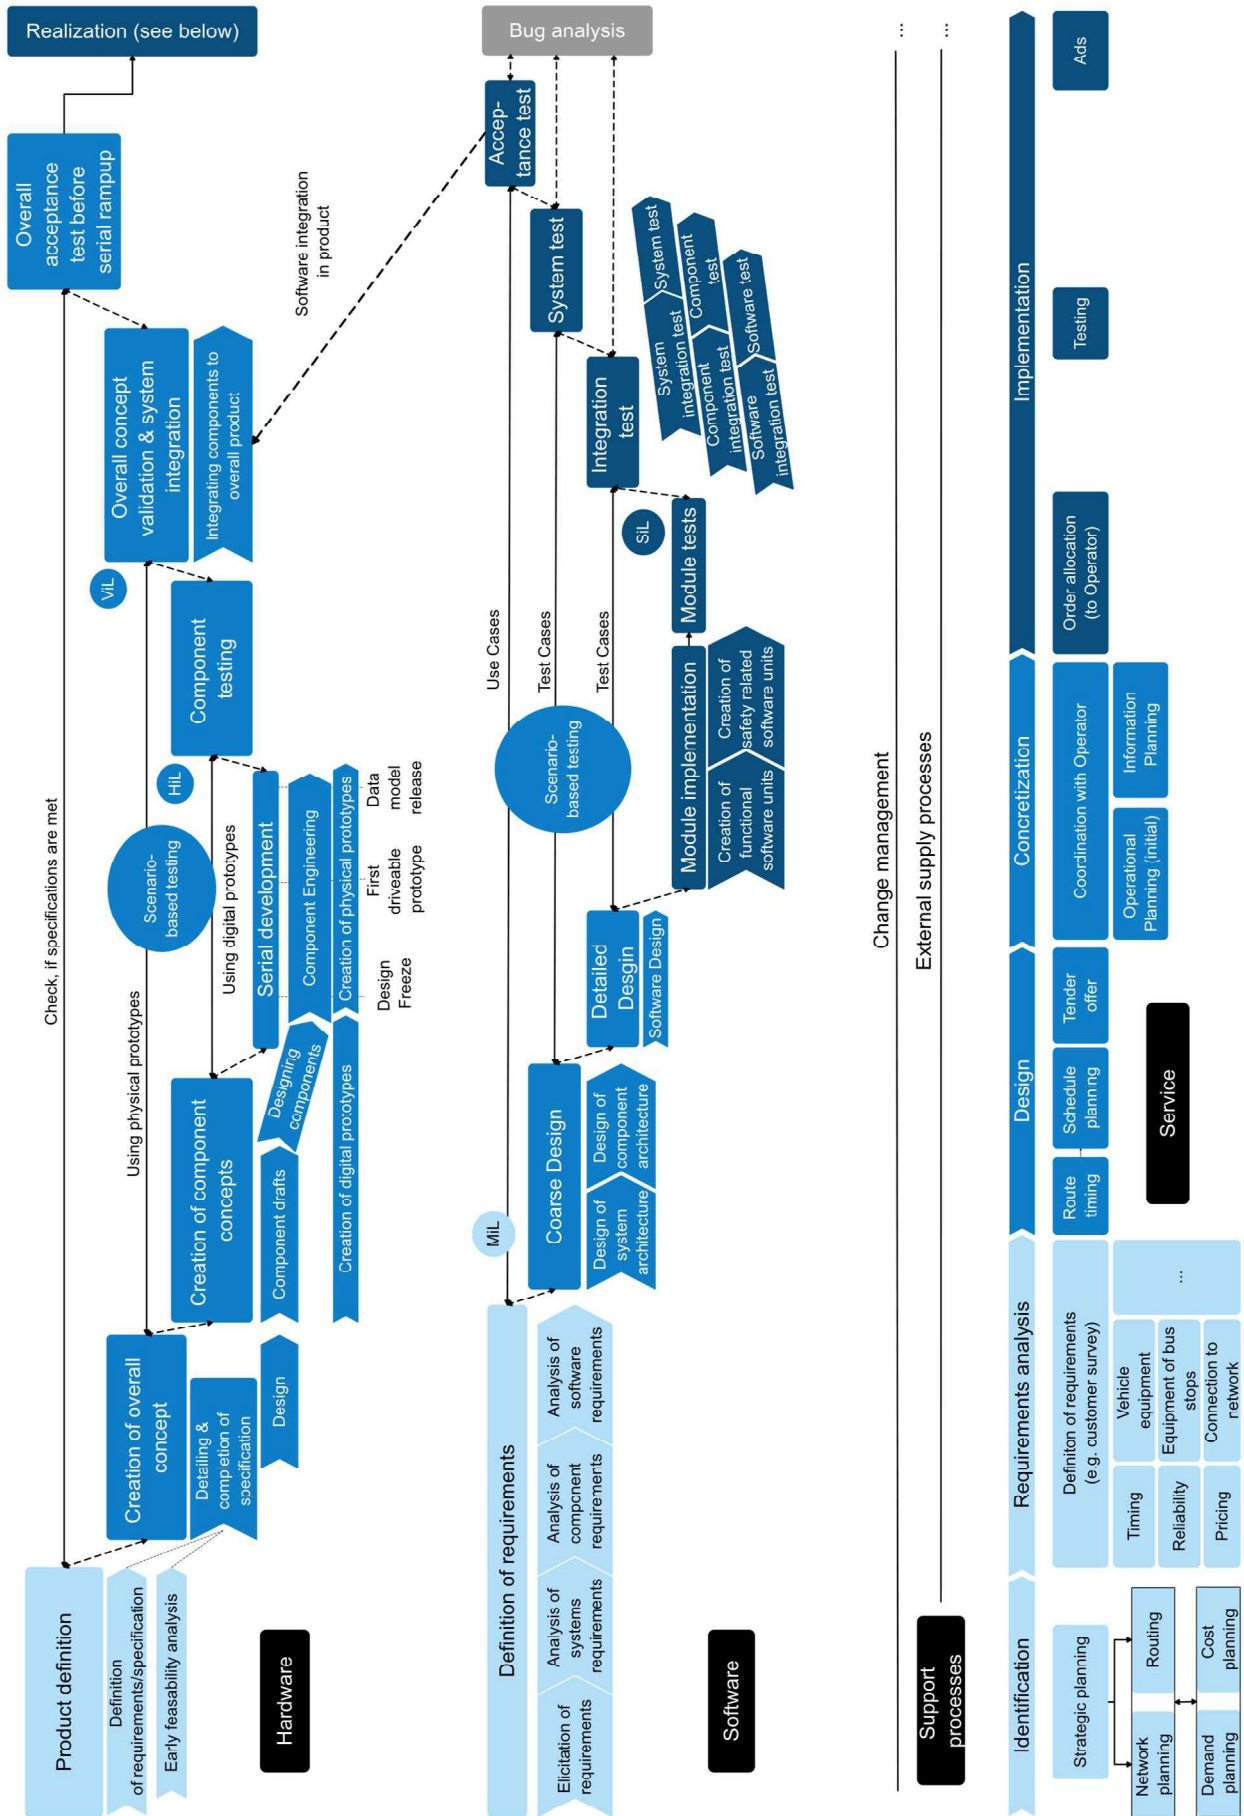 Product definition
Definition
of requirements/specification
Early feasability analysis
Hardware
Creation of overall
concept
Detailing &
completion of
specification
Design
Creation of component
concepts
Component drafts
Designing
components
Creation of digital prototypes
Serial development
Component Engineering
Creation of physical prototypes
Design
Freeze
First
driveable
prototype
Data
model
release
Check, if specifications are met
Using physical prototypes
Using digital prototypes
Scenario-
based testing
HiL
Component
testing
ViL
Overall concept
validation & system
integration
Integrating components to
overall product
Overall
acceptance
test before
serial rampup
Realization (see below)
Software integration
in product
Definition of requirements
Elicitation of
requirements
Analysis of
systems
requirements
Analysis of
component
requirements
Analysis of
software
requirements
Software
MiL
Coarse Design
Design of
system
architecture
Design of
component
architecture
Detailed
Desgin
Software Design
Module implementation
Creation of
functional
software units
Creation of
safety related
software units
Scenario-
based testing
Use Cases
Test Cases
Test Cases
Module tests
SiL
Integration
test
System test
Accep-
tance test
Bug analysis
System
integration test
System test
Component
integration test
Component
test
Software
integration test
Software test
Support
processes
Change management
...
External supply processes
...
Identification
Requirements analysis
Design
Concretization
Implementation
Strategic planning
Network
planning
Routing
Demand
planning
Cost
planning
Definiton of requirements
(e.g. customer survey)
Timing
Vehicle
equipment
...
Reliability
Equipment of bus
stops
Pricing
Connection to
network
Route
timing
Schedule
planning
Tender
offer
Service
Coordination with Operator
Operational
Planning (initial)
Information
Planning
Order allocation
(to Operator)
Testing
Ads